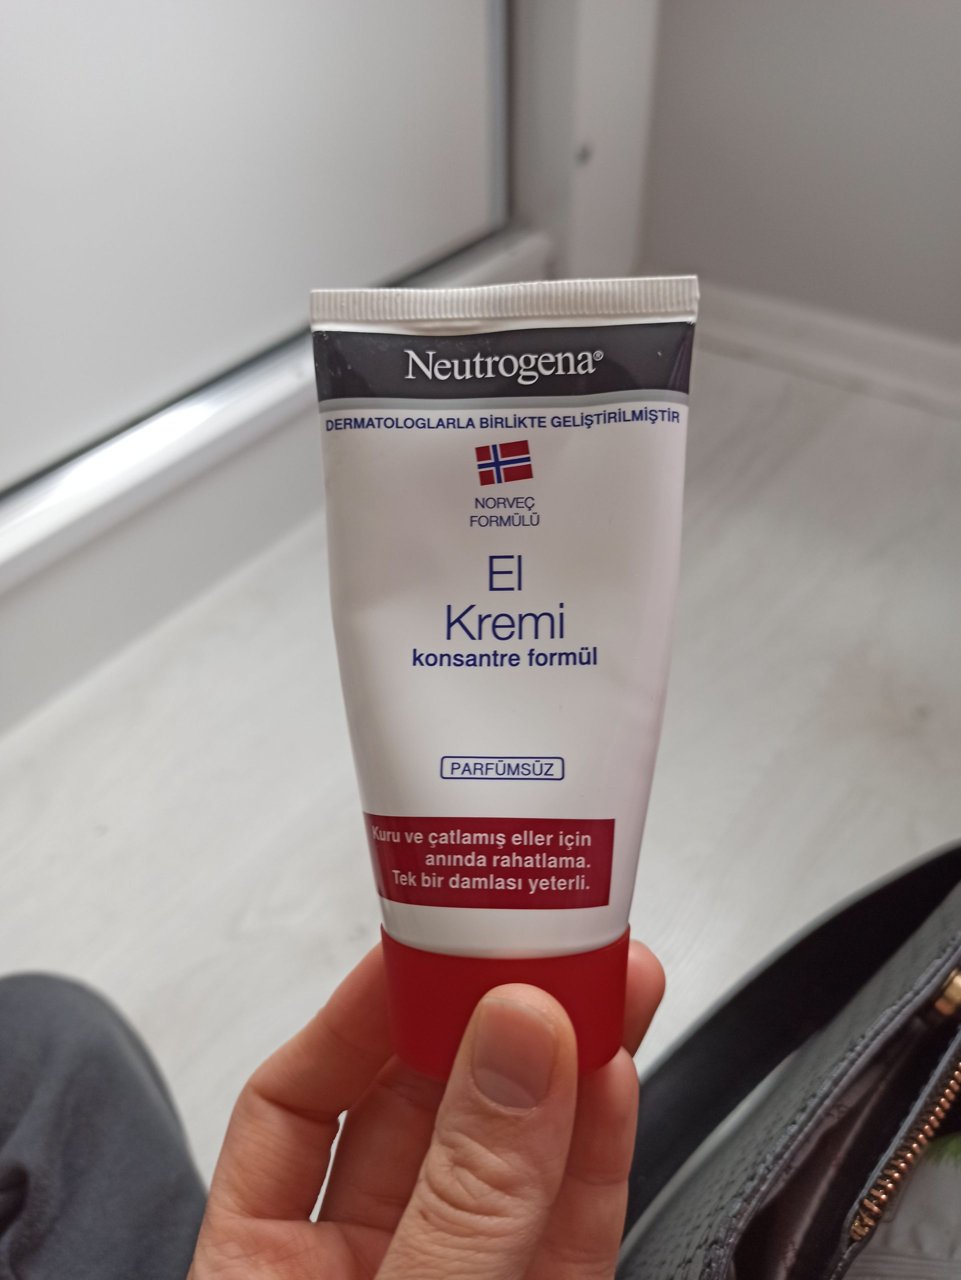 Neutrogena®
DERMATOLOGLARLA BİRLİKTE GELİŞTİRİLMİŞTİR
NORVEÇ
FORMÜLÜ
El
Kremi
konsantre formül
PARFÜMSÜZ
Kuru ve çatlamış eller için
anında rahatlama.
Tek bir damlası yeterli.